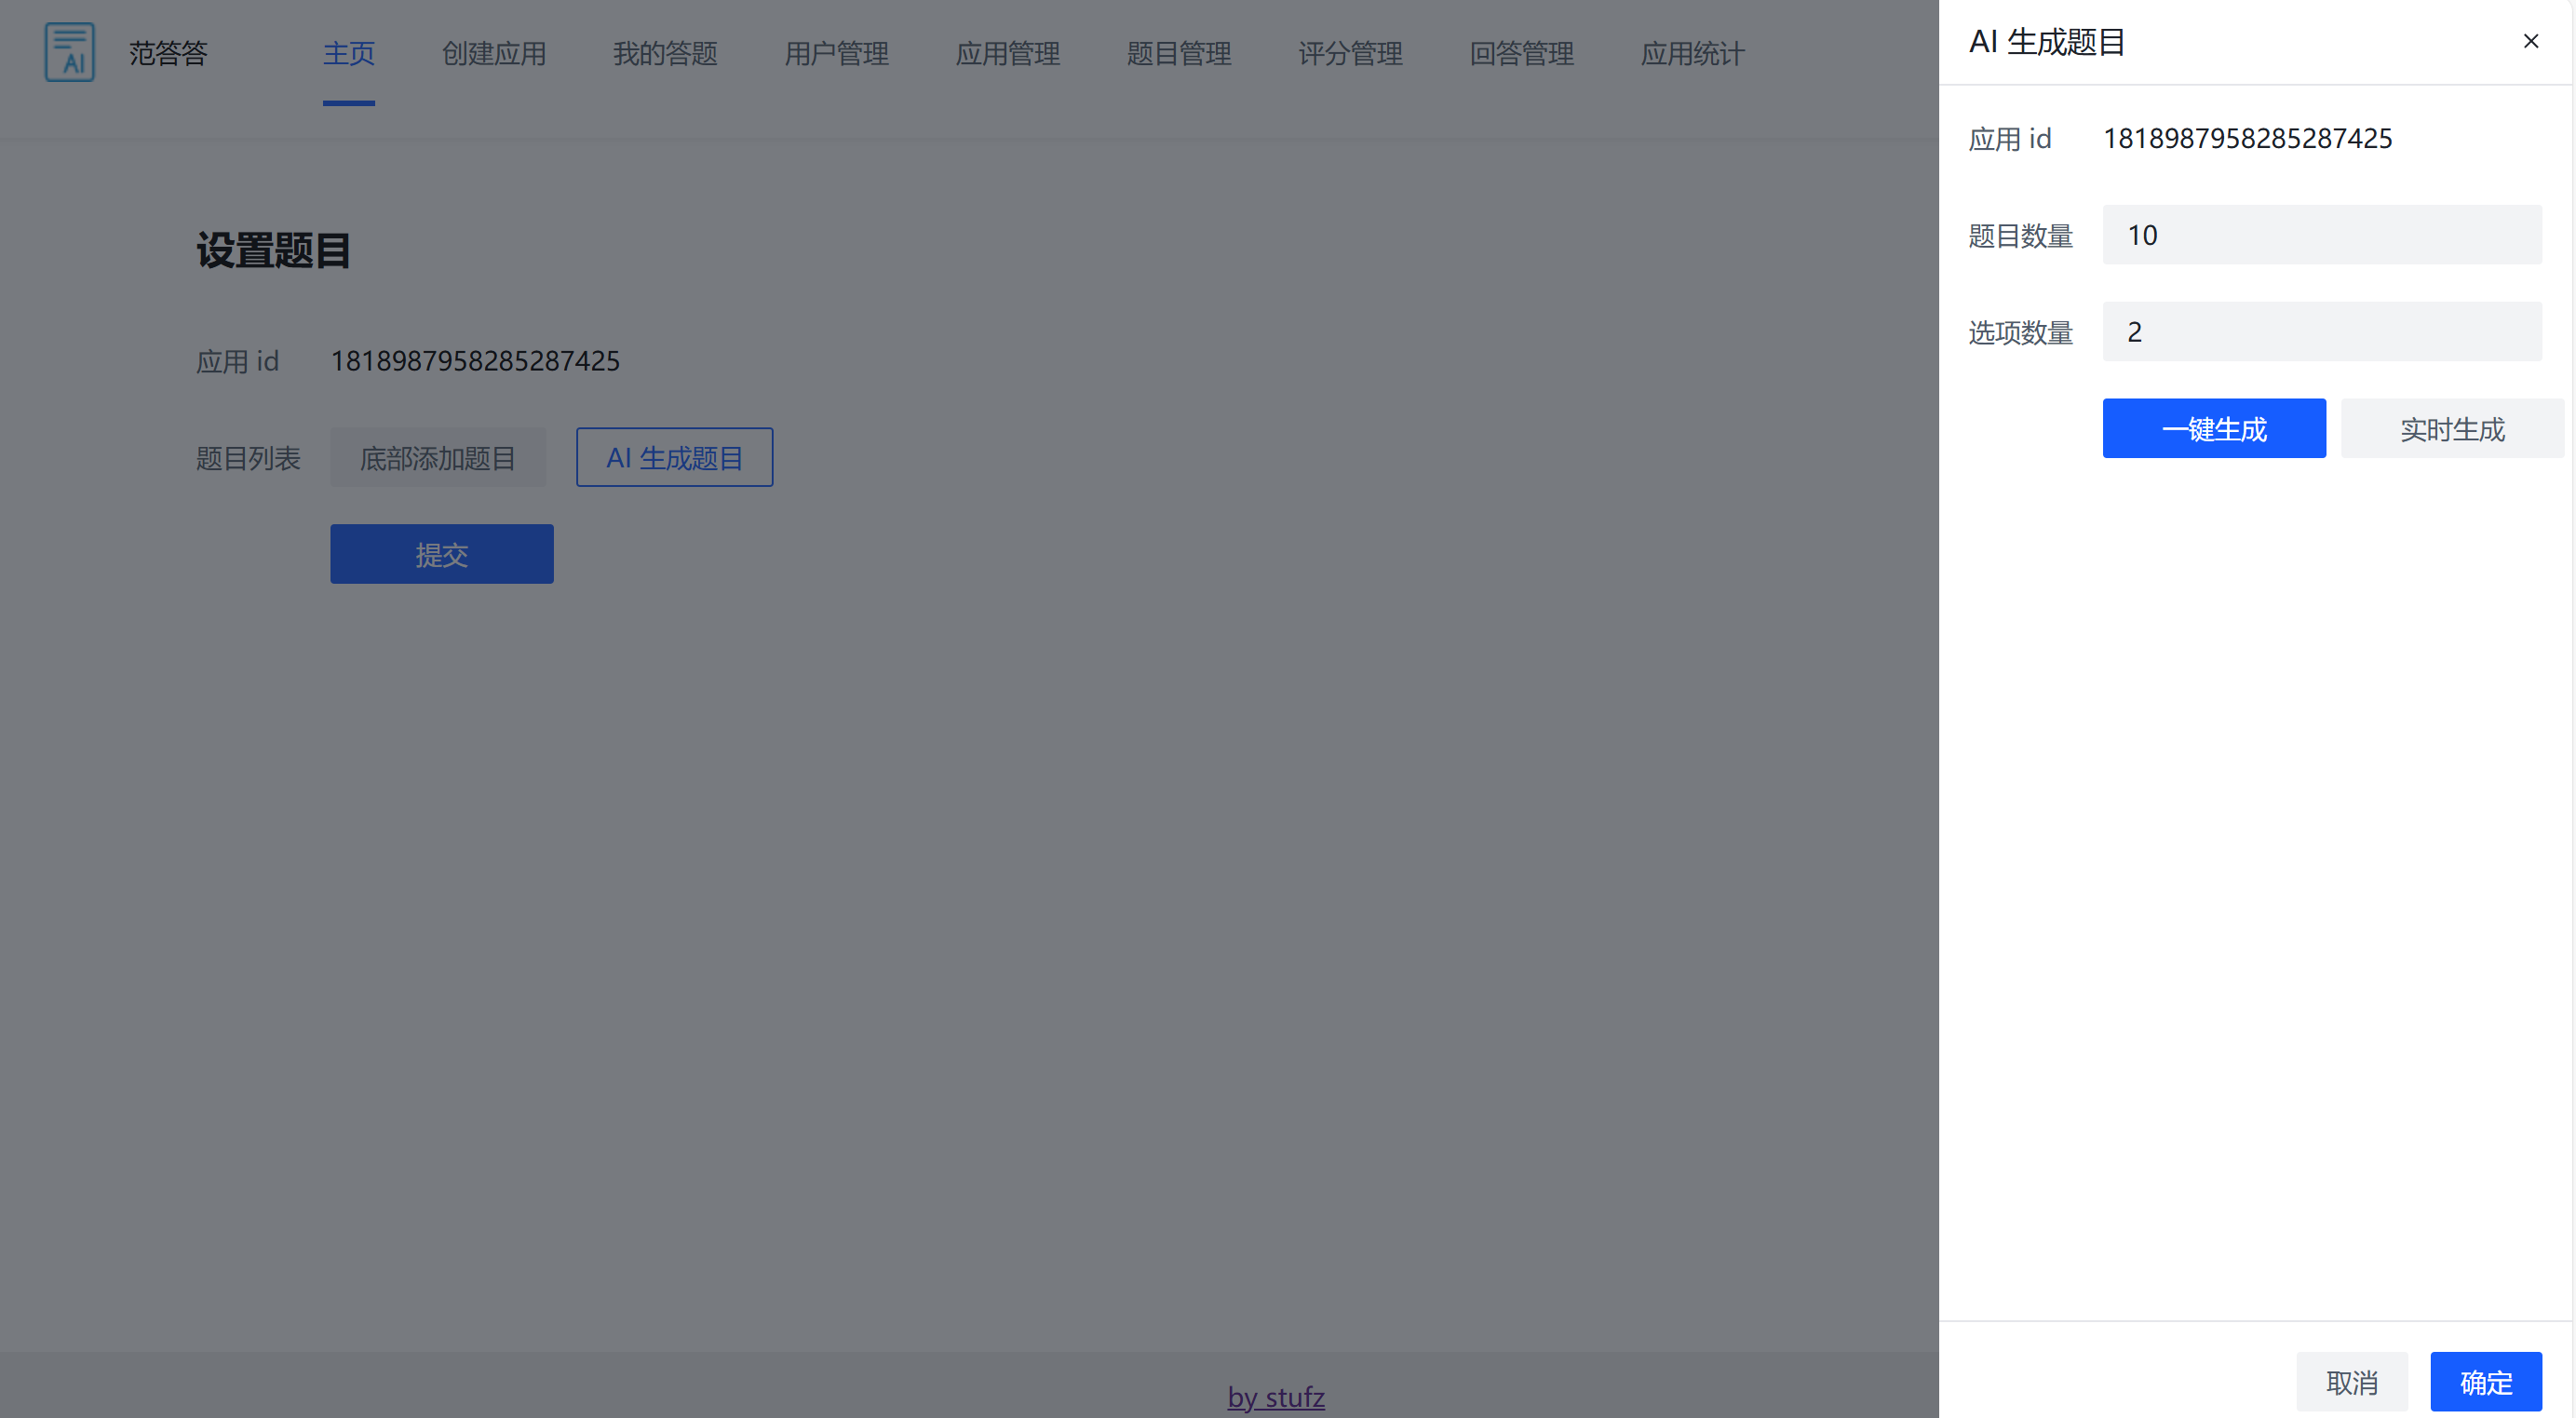 AI
范答答
主页 创建应用 我的答题 用户管理 应用管理 题目管理 评分管理 回答管理 应用统计
设置题目
应用 id 1818987958285287425
题目列表 底部添加题目 AI 生成题目
提交
by stufz
AI 生成题目
应用 id 1818987958285287425
题目数量 10
选项数量 2
一键生成 实时生成
取消 确定